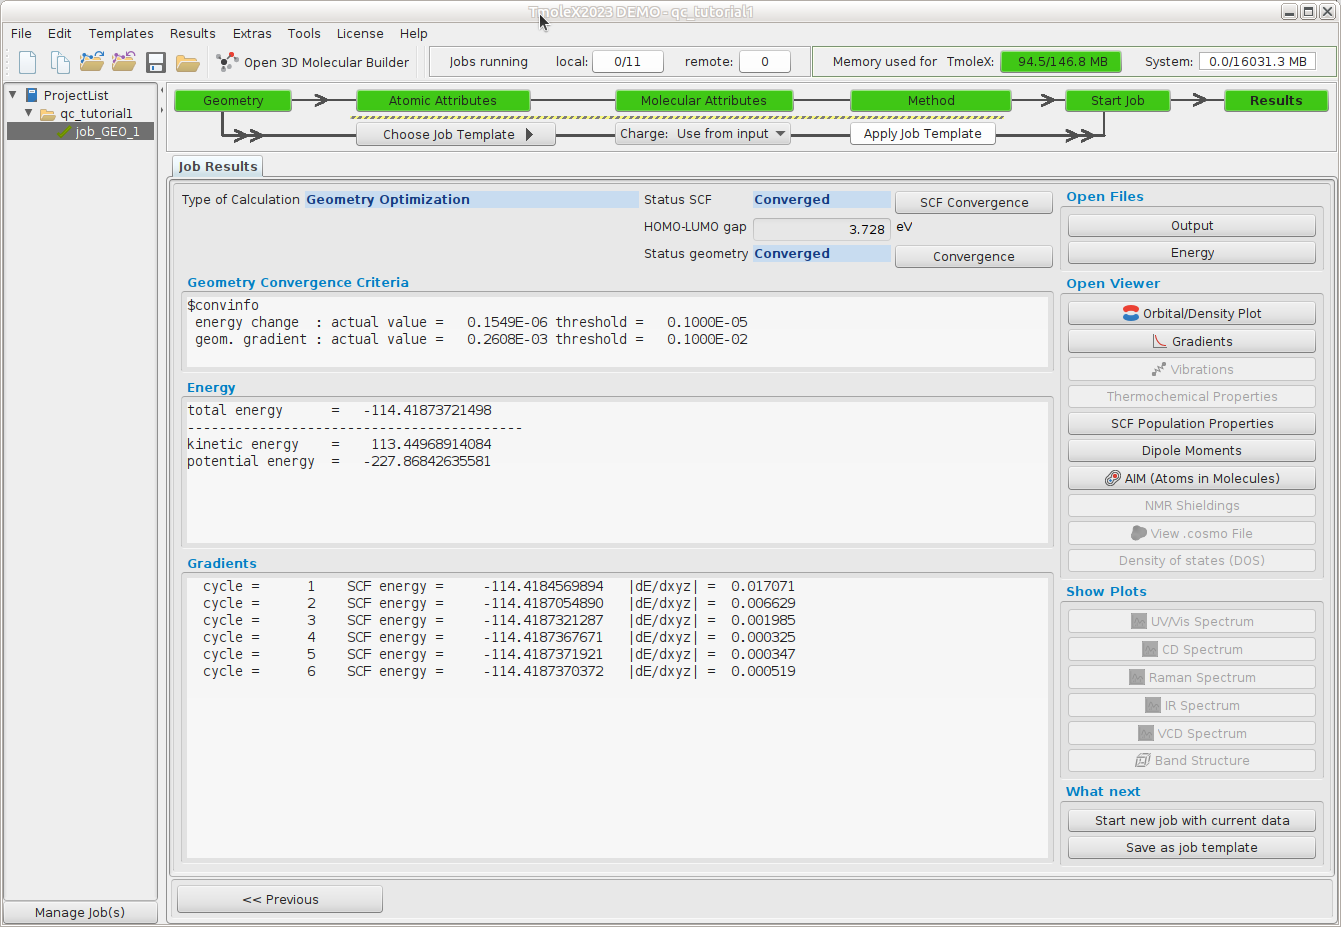 TmoleX2023 DEMO - qc_tutorial1
File Edit Templates Results Extras Tools License Help
Open 3D Molecular Builder Jobs running local: 0/11 remote: 0 Memory used for TmoleX: 94.5/146.8 MB System: 0.0/16031.3 MB
ProjectList
qc_tutorial1
job_GEO_1
Manage Job(s)
Geometry Atomic Attributes Molecular Attributes Method Start Job Results
Choose Job Template Charge: Use from input Apply Job Template
Job Results
Type of Calculation Geometry Optimization Status SCF Converged SCF Convergence
HOMO-LUMO gap 3.728 eV
Status geometry Converged Convergence
Geometry Convergence Criteria
$convinfo
energy change : actual value = 0.1549E-06 threshold = 0.1000E-05
geom. gradient : actual value = 0.2608E-03 threshold = 0.1000E-02
Energy
total energy = -114.41873721498
------------------------------------------
kinetic energy = 113.44968914084
potential energy = -227.86842635581
Gradients
cycle = 1 SCF energy = -114.4184569894 |dE/dxyz| = 0.017071
cycle = 2 SCF energy = -114.4187054890 |dE/dxyz| = 0.006629
cycle = 3 SCF energy = -114.4187321287 |dE/dxyz| = 0.001985
cycle = 4 SCF energy = -114.4187367671 |dE/dxyz| = 0.000325
cycle = 5 SCF energy = -114.4187371921 |dE/dxyz| = 0.000347
cycle = 6 SCF energy = -114.4187370372 |dE/dxyz| = 0.000519
Open Files
Output
Energy
Open Viewer
Orbital/Density Plot
Gradients
Vibrations
Thermochemical Properties
SCF Population Properties
Dipole Moments
AIM (Atoms in Molecules)
NMR Shieldings
View .cosmo File
Density of states (DOS)
Show Plots
UV/Vis Spectrum
CD Spectrum
Raman Spectrum
IR Spectrum
VCD Spectrum
Band Structure
What next
Start new job with current data
Save as job template
<< Previous